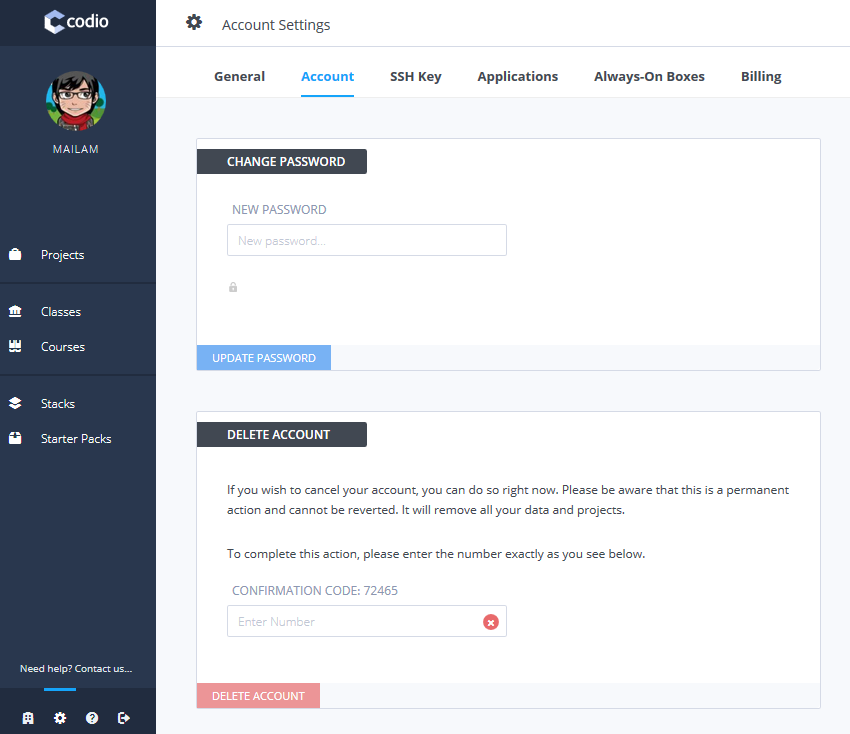 codio
Account Settings
MAILAM
General Account SSH Key Applications Always-On Boxes Billing
Projects
Classes
Courses
Stacks
Starter Packs
Need help? Contact us...
CHANGE PASSWORD
NEW PASSWORD
New password...
UPDATE PASSWORD
DELETE ACCOUNT
If you wish to cancel your account, you can do so right now. Please be aware that this is a permanent
action and cannot be reverted. It will remove all your data and projects.
To complete this action, please enter the number exactly as you see below.
CONFIRMATION CODE: 72465
Enter Number
DELETE ACCOUNT